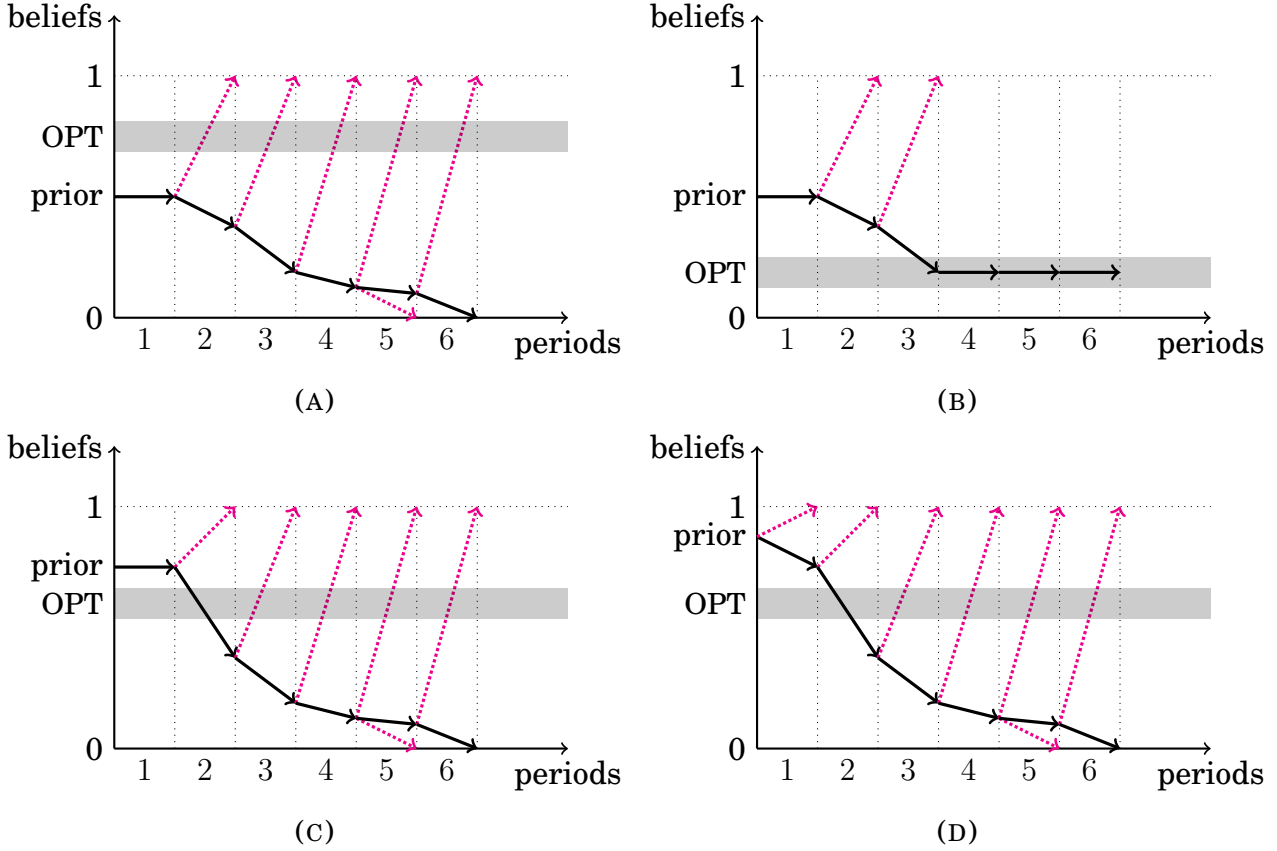 beliefs
1
OPT
prior
0
1 2 3 4 5 6
periods
(A)
beliefs
1
prior
OPT
0
1 2 3 4 5 6
periods
(B)
beliefs
1
prior
OPT
0
1 2 3 4 5 6
periods
(C)
beliefs
1
prior
OPT
0
1 2 3 4 5 6
periods
(D)